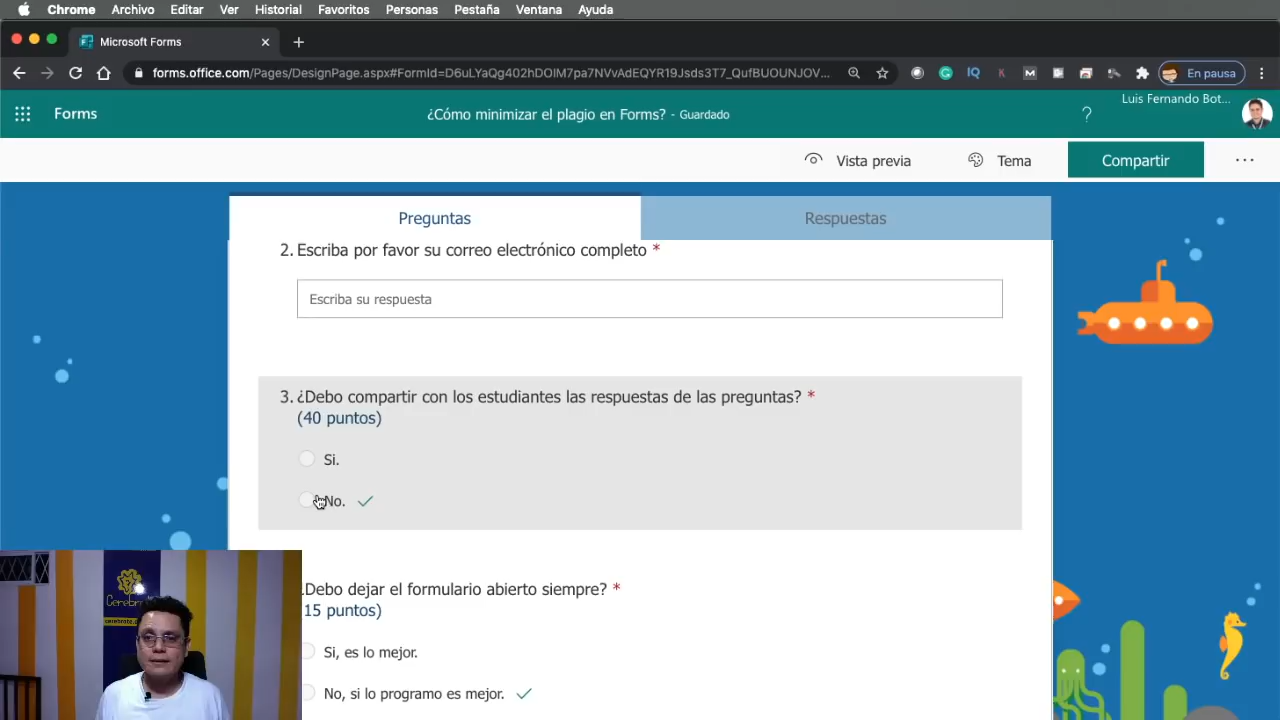 Chrome Archivo Editar Ver Historial Favoritos Personas Pestaña Ventana Ayuda
Microsoft Forms
forms.office.com/Pages/DesignPage.aspx#FormId=D6uLYaQg402hDOlM7pa7NVvAdEQYR19Jsds3T7_QufBUOUNJOV...
IQ K M En pausa
Forms
¿Cómo minimizar el plagio en Forms? - Guardado
? Luis Fernando Bot...
Vista previa Tema Compartir ...
Preguntas Respuestas
2. Escriba por favor su correo electrónico completo *
Escriba su respuesta
3. ¿Debo compartir con los estudiantes las respuestas de las preguntas? *
(40 puntos)
Si.
No.
Debo dejar el formulario abierto siempre? *
15 puntos)
Si, es lo mejor.
No, si lo programo es mejor.